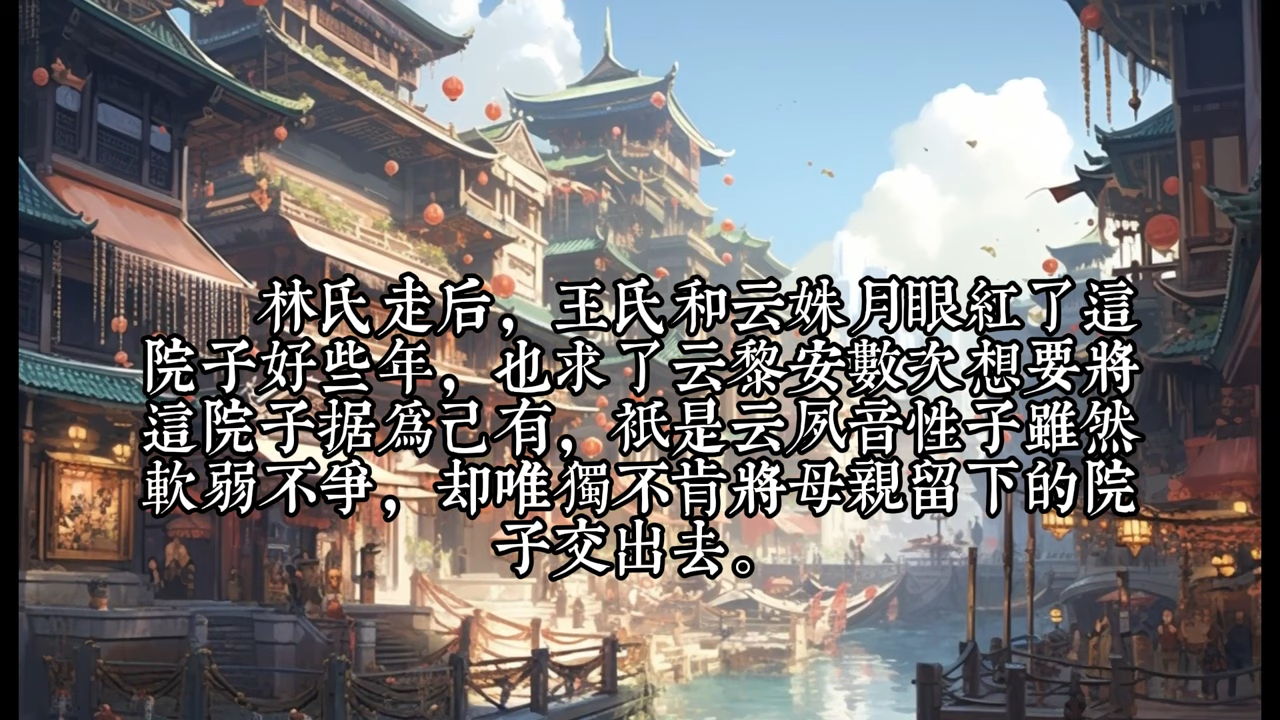 林氏走后，王氏和云姝月眼紅了這
院子好些年，也求了云黎安數次想要將
這院子据爲己有，祇是云夙音性子雖然
軟弱不爭，却唯獨不肯將母親留下的院
子交出去。